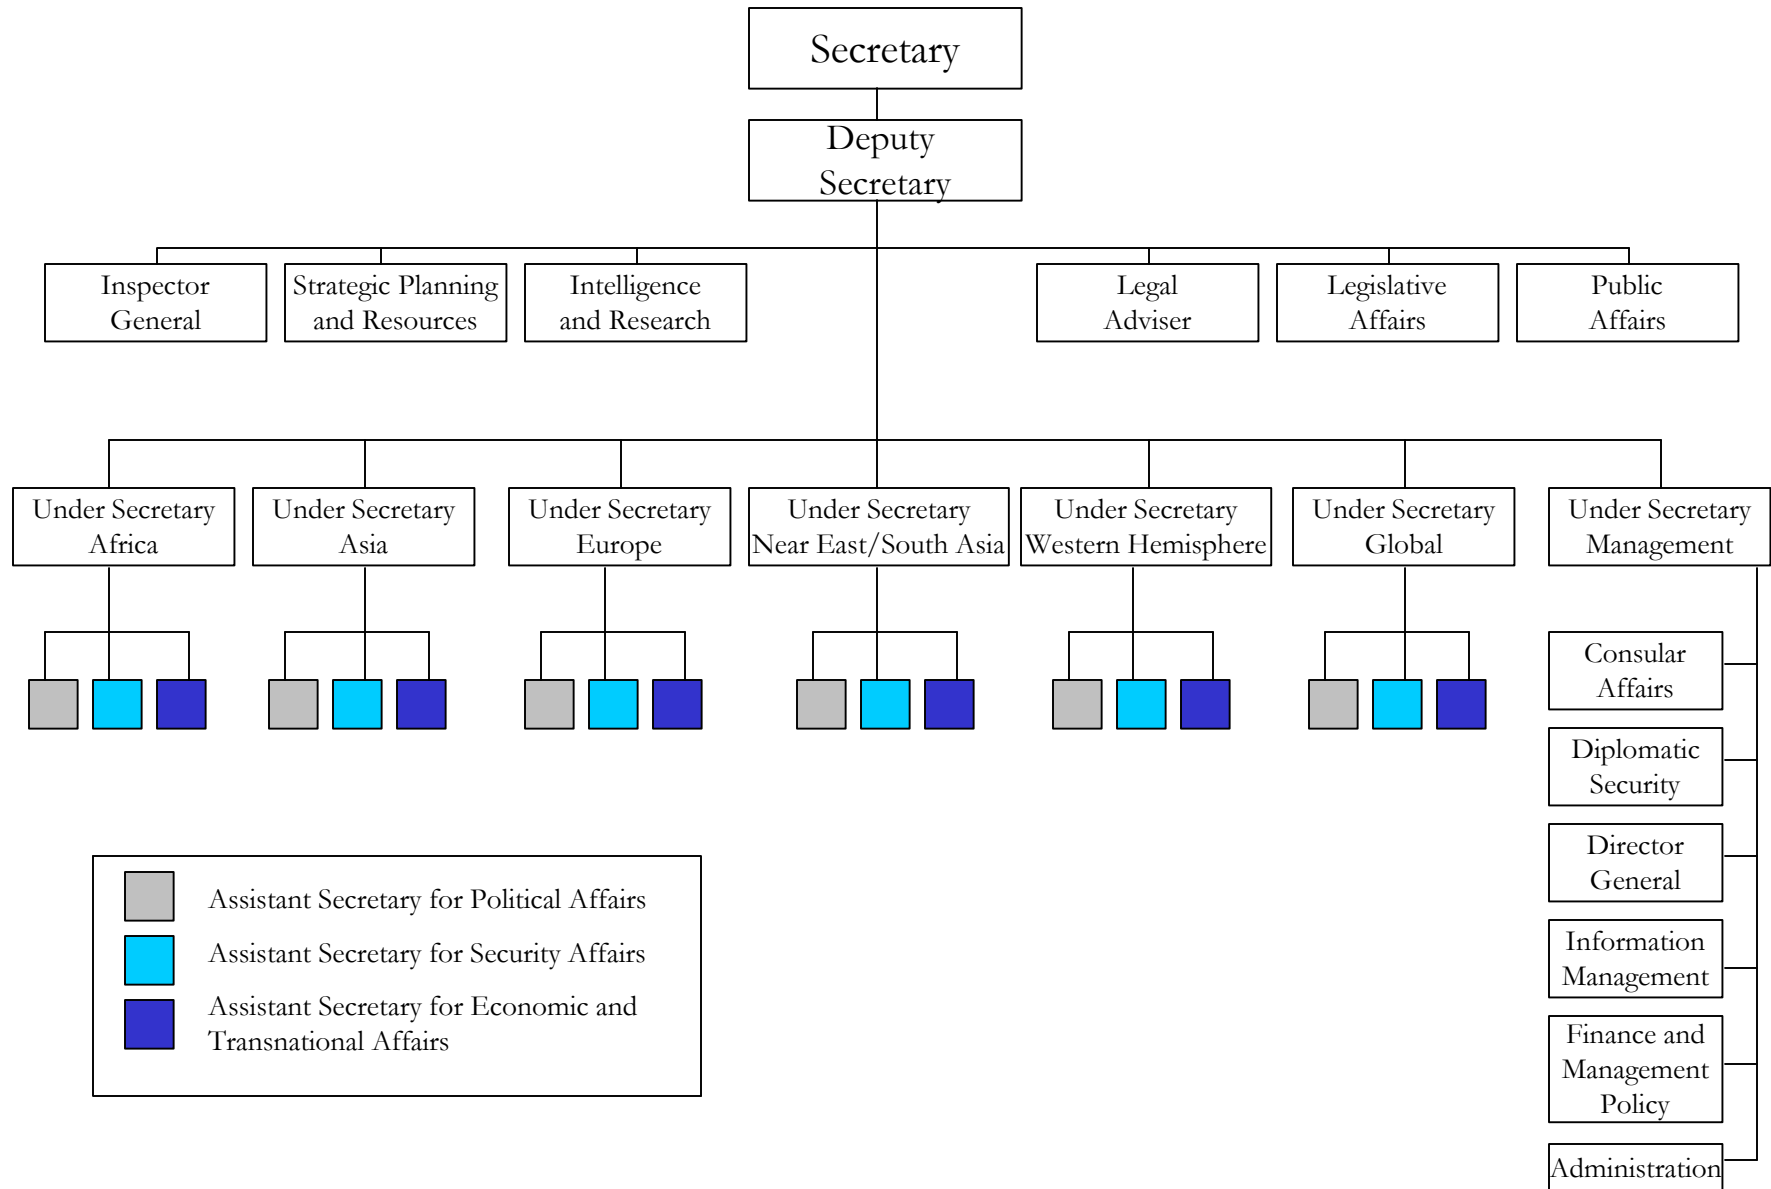 Secretary
Deputy
Secretary
Inspector
General
Strategic Planning
and Resources
Intelligence
and Research
Legal
Adviser
Legislative
Affairs
Public
Affairs
Under Secretary
Africa
Under Secretary
Asia
Under Secretary
Europe
Under Secretary
Near East/South Asia
Under Secretary
Western Hemisphere
Under Secretary
Global
Under Secretary
Management
Consular
Affairs
Diplomatic
Security
Director
General
Information
Management
Finance and
Management
Policy
Administration
Assistant Secretary for Political Affairs
Assistant Secretary for Security Affairs
Assistant Secretary for Economic and
Transnational Affairs